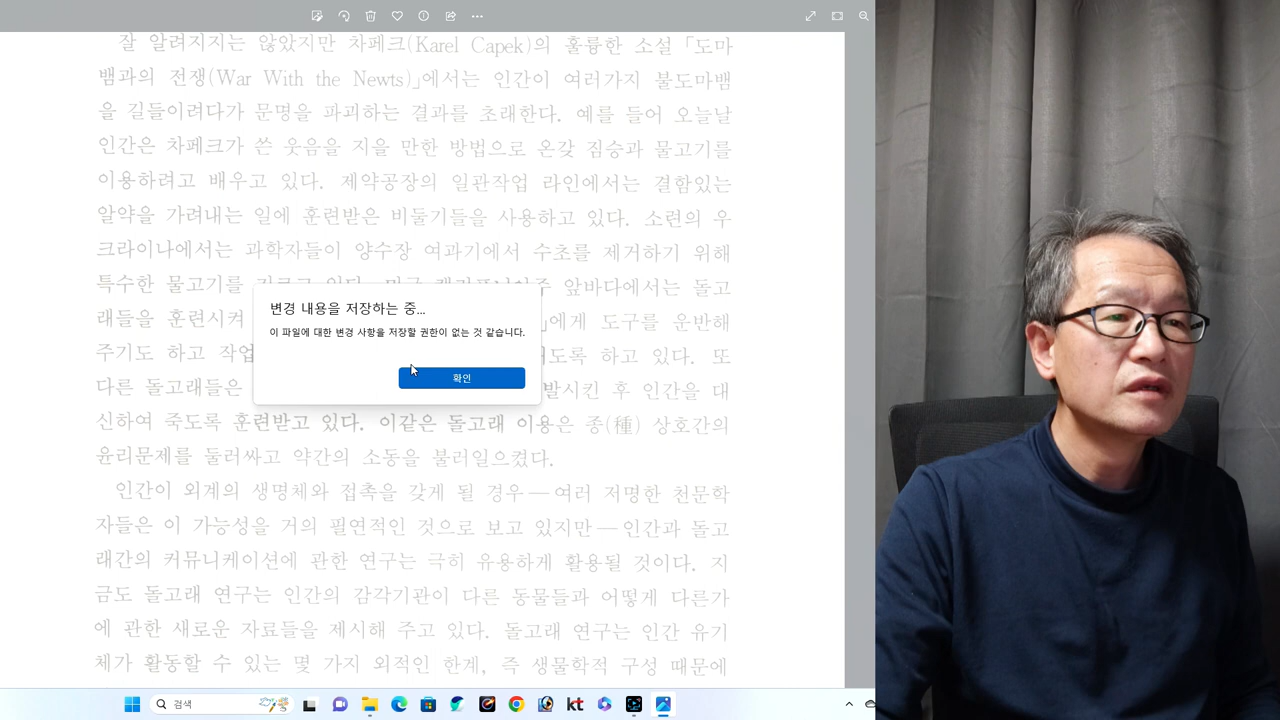 잘 알려지지는 않았지만 차페크(Karel Capek)의 훌륭한 소설 「도마
뱀과의 전쟁(War With the Newts)」에서는 인간이 여러가지 불도마뱀
을 길들이려다가 문명을 파괴하는 결과를 초래한다. 예를 들어 오늘날
인간은 차페크가 쓴 웃음을 지을 만한 방법으로 온갖 짐승과 물고기를
이용하려고 배우고 있다. 제약공장의 일관작업 라인에서는 결함있는
알약을 가려내는 일에 훈련받은 비둘기들을 사용하고 있다. 소련의 우
크라이나에서는 과학자들이 양수장 여과기에서 수초를 제거하기 위해
특수한 물고기를 기르고 있다. 미국 캘리포니아주 앞바다에서는 돌고
래들을 훈련시켜 」에게 도구를 운반해
주기도 하고 작업 도록 하고 있다. 또
다른 돌고래들은 발시킨 후 인간을 대
신하여 죽도록 훈련받고 있다. 이같은 돌고래 이용은 종(種) 상호간의
윤리문제를 둘러싸고 약간의 소동을 불러일으켰다.
인간이 외계의 생명체와 접촉을 갖게 될 경우—여러 저명한 천문학
자들은 이 가능성을 거의 필연적인 것으로 보고 있지만—인간과 돌고
래간의 커뮤니케이션에 관한 연구는 극히 유용하게 활용될 것이다. 지
금도 돌고래 연구는 인간의 감각기관이 다른 동물들과 어떻게 다른가
에 관한 새로운 자료들을 제시해 주고 있다. 돌고래 연구는 인간 유기
체가 활동할 수 있는 몇 가지 외적인 한계, 즉 생물학적 구성 때문에
변경 내용을 저장하는 중...
이 파일에 대한 변경 사항을 저장할 권한이 없는 것 같습니다.
확인
검색
kt